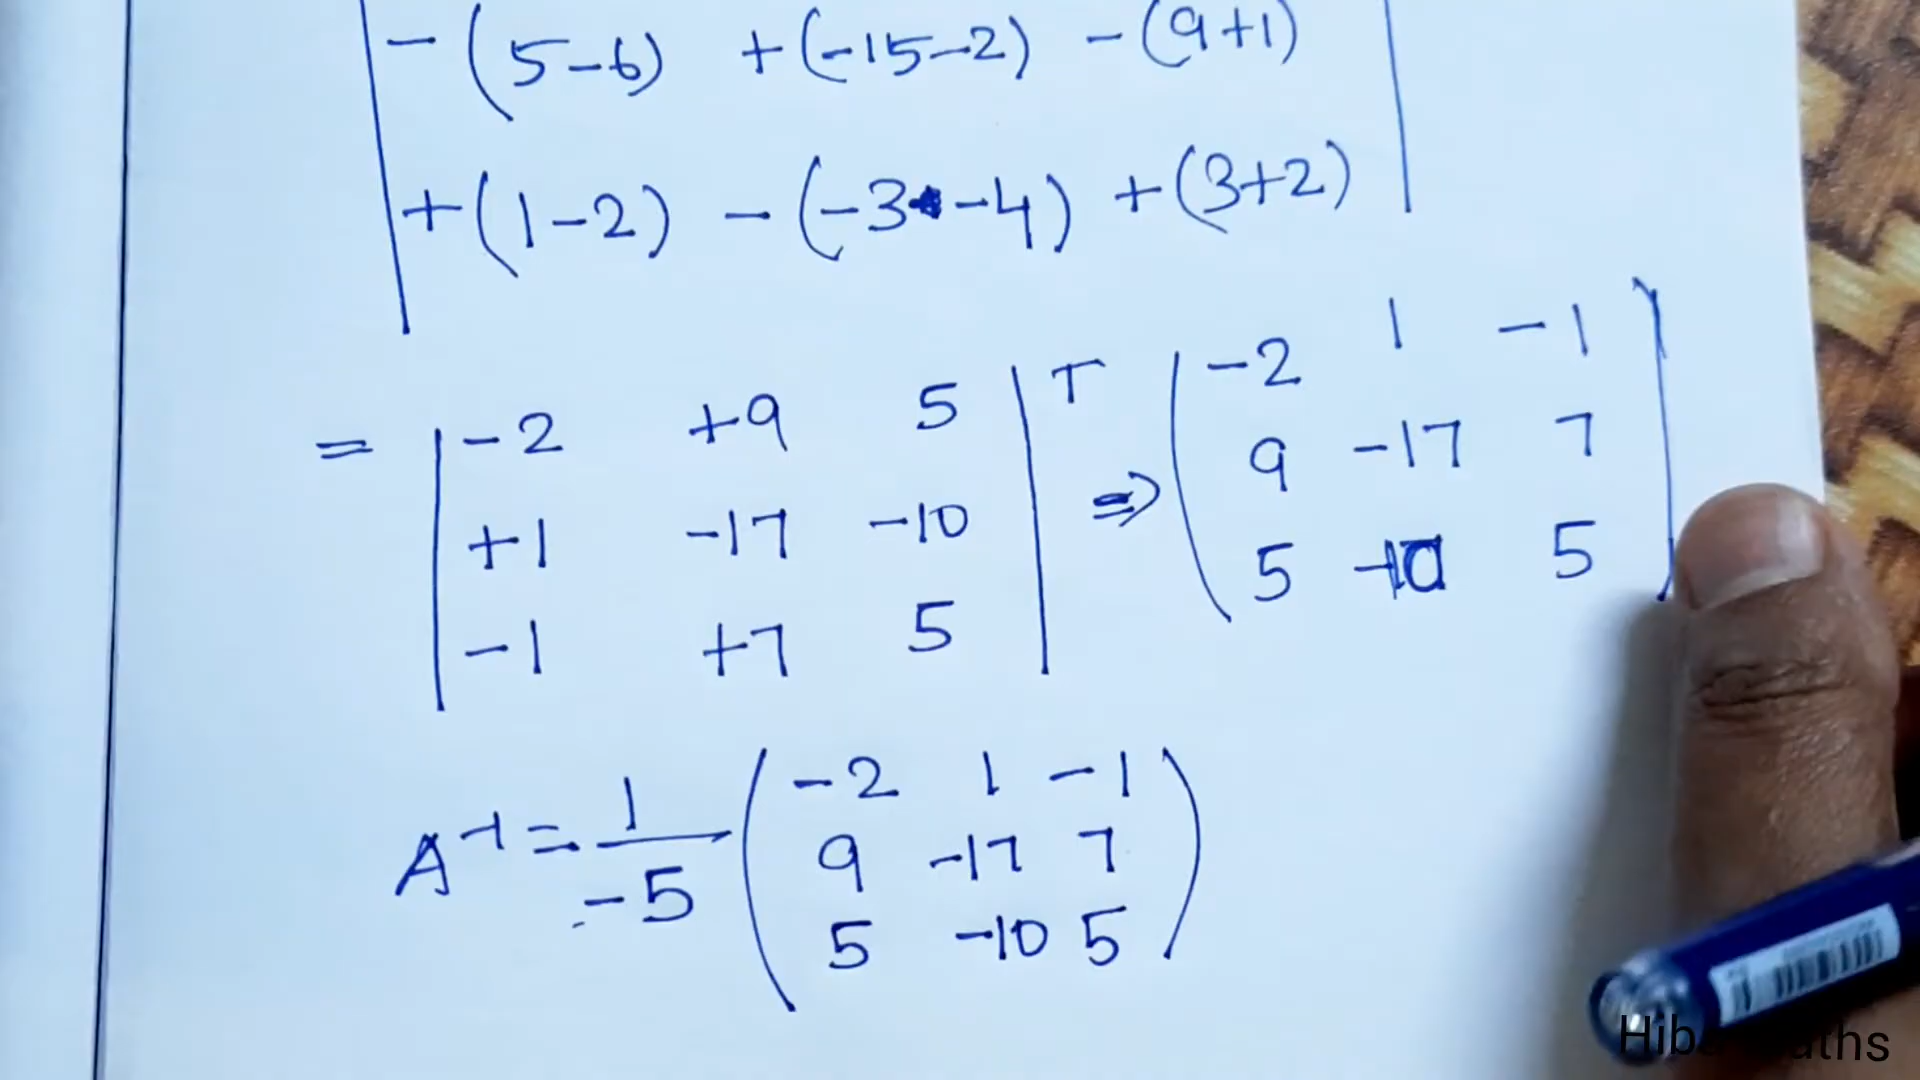 -(5-6) +(-15-2) -(9+1)
+(1-2) -(-3 -4) +(3+2)
= | -2 +9 5 | T ⇒ ( -2 1 -1 )
| +1 -17 -10 | ( 9 -17 7 )
| -1 +7 5 | ( 5 -10 5 )
A⁻¹ = 1/-5 ( -2 1 -1 )
( 9 -17 7 )
( 5 -10 5 )